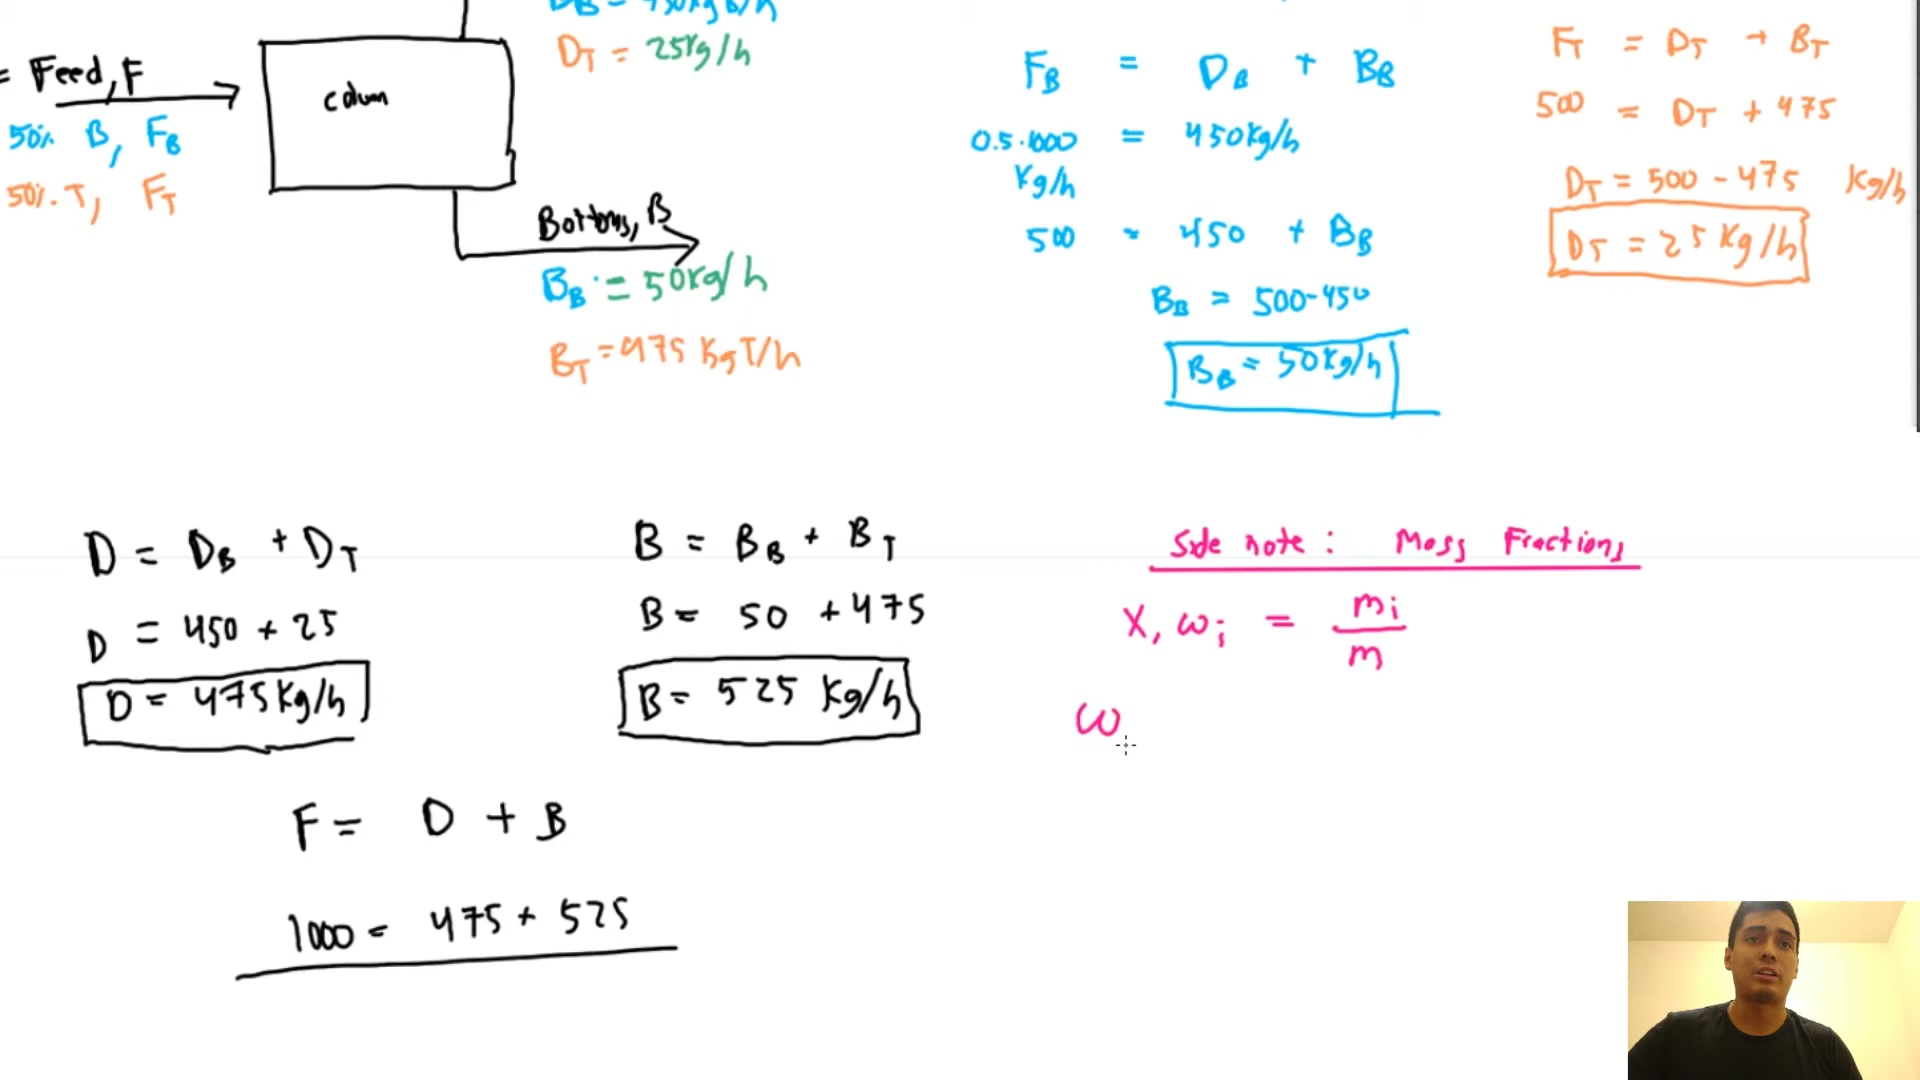 D_B = 450kgB/h
D_T = 25kg/h
= Feed, F
colum
50% B, F_B
50%. T, F_T
Bottoms, B
B_B = 50kg/h
B_T = 475 kgT/h
F_B = D_B + B_B
0.5.1000 = 450kg/h
kg/h
500 = 450 + B_B
B_B = 500-450
B_B = 50kg/h
F_T = D_T + B_T
500 = D_T + 475
D_T = 500 - 475 kg/h
D_T = 25 kg/h
D = D_B + D_T
D = 450 + 25
D = 475kg/h
B = B_B + B_T
B = 50 + 475
B = 525 kg/h
F = D + B
1000 = 475 + 525
Side note: Mass Fractions
X, ω_i = m_i / m
ω